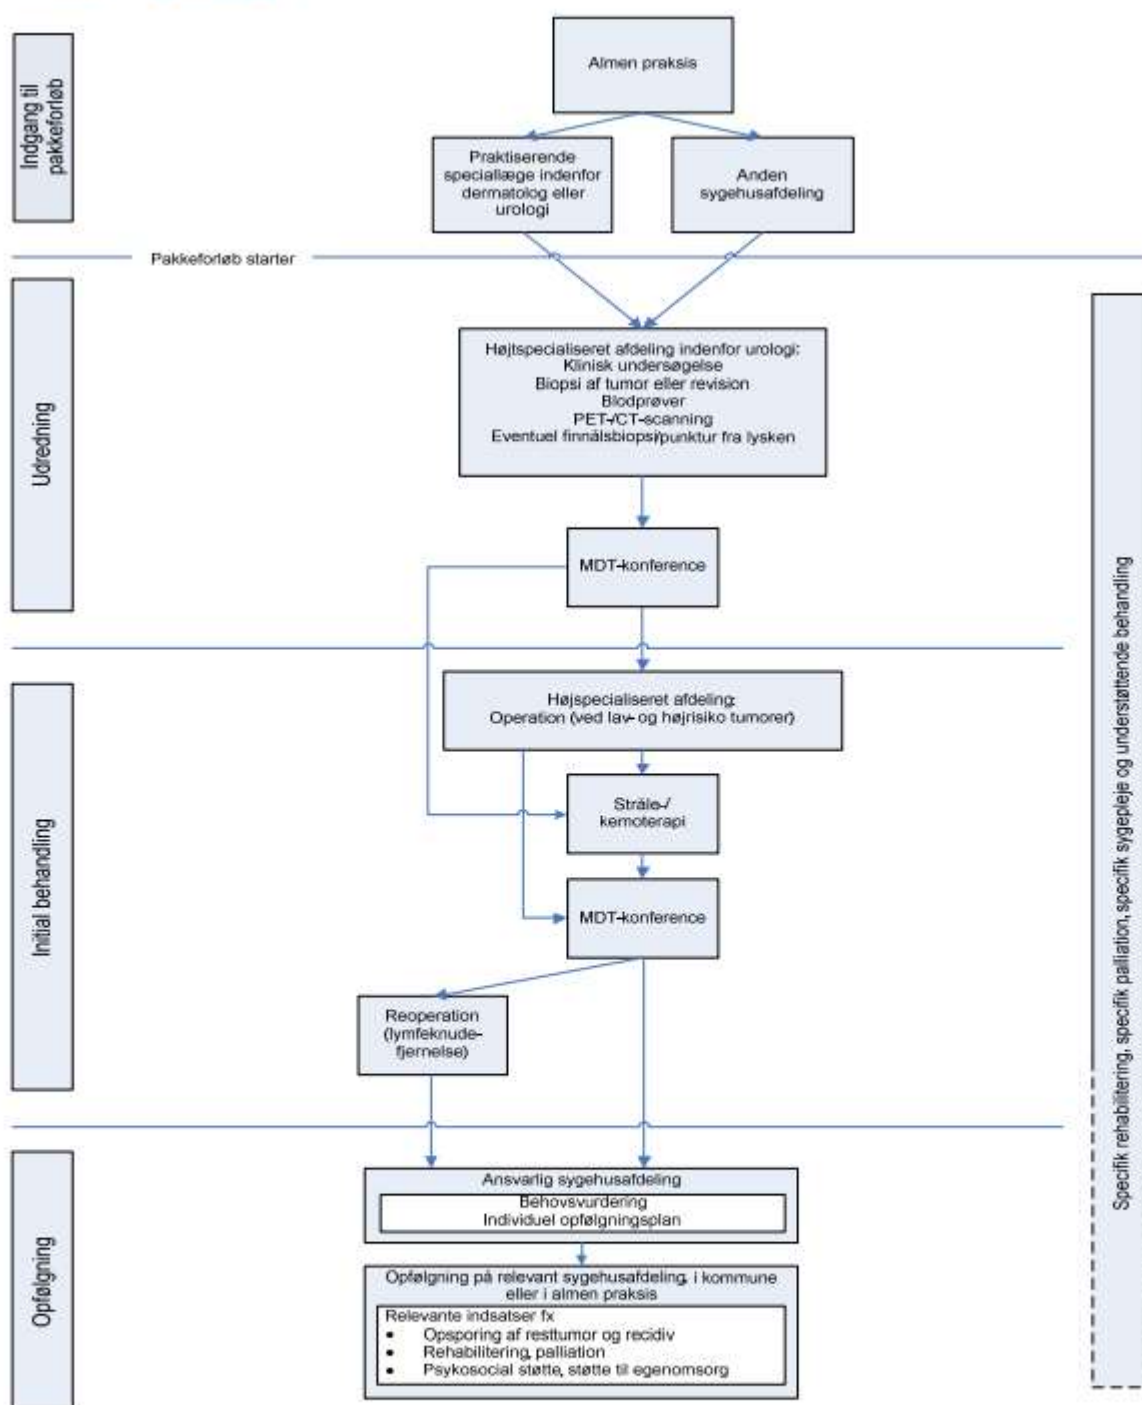 Almen praksis
Indgang til
pakkeforløb
Praktiserende
speciallæge indenfor
dermatolog eller
urologi
Anden
sygehusafdeling
Pakkeforløb starter
Udredning
Højtspecialiseret afdeling indenfor urologi:
Klinisk undersøgelse
Biopsi af tumor eller revision
Blodprøver
PET-/CT-scanning
Eventuel finnålsbiopsi/punktur fra lysken
MDT-konference
Initial behandling
Højspecialiseret afdeling:
Operation (ved lav- og højrisiko tumorer)
Stråle-/
kemoterapi
MDT-konference
Reoperation
(lymfeknude-
fjernelse)
Opfølgning
Ansvarlig sygehusafdeling
Behovsvurdering
Individuel opfølgningsplan
Opfølgning på relevant sygehusafdeling, i kommune
eller i almen praksis
Relevante indsatser fx
• Opsporing af resttumor og recidiv
• Rehabilitering, palliation
• Psykosocial støtte, støtte til egenomsorg
Specifik rehabilitering, specifik palliation, specifik sygepleje og understøttende behandling